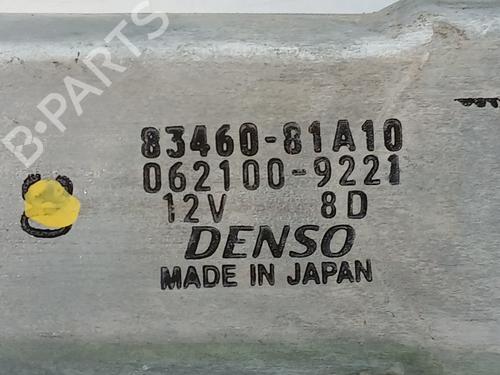 B-PARTS
83460-81A10
062100-9221
12V 8D
DENSO
MADE IN JAPAN